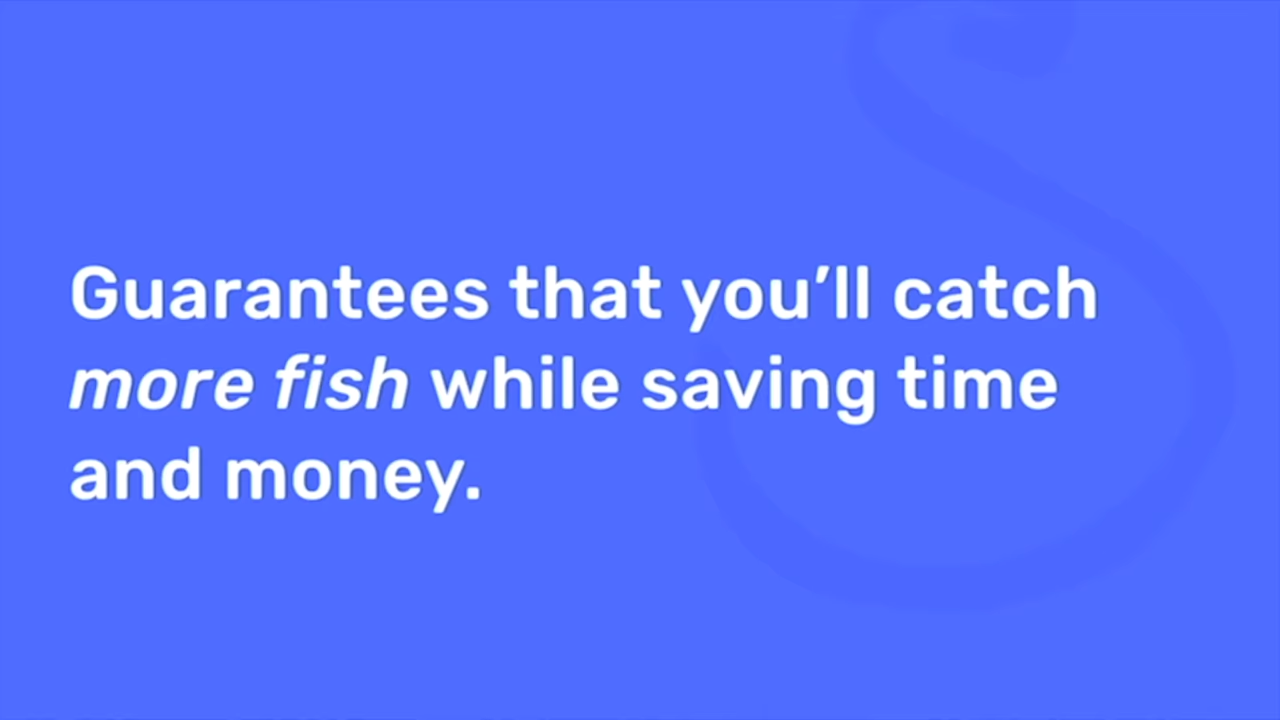 Guarantees that you’ll catch
more fish while saving time
and money.